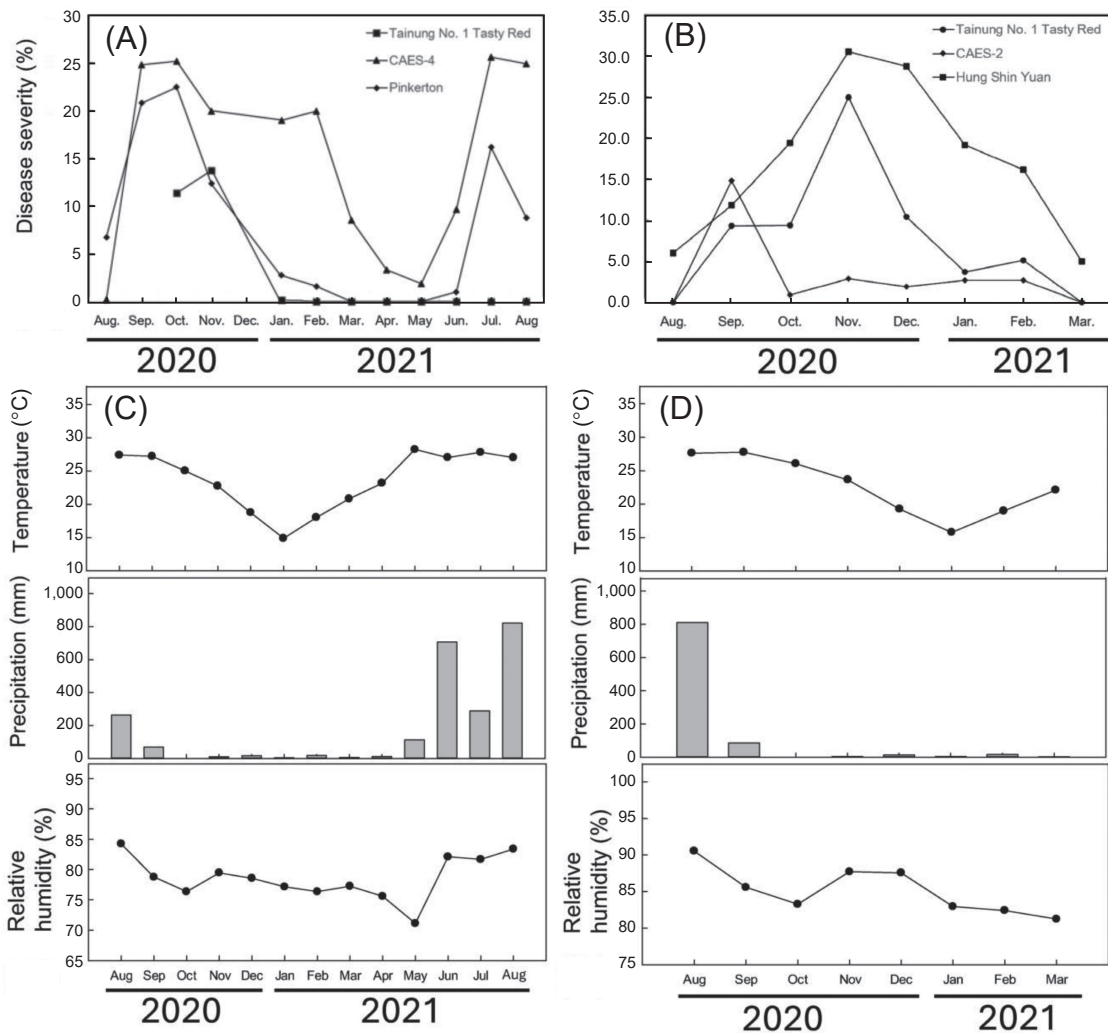 (A)
Disease severity (%)
30
25
20
15
10
5
0
Tainung No. 1 Tasty Red
CAES-4
Pinkerton
Aug. Sep. Oct. Nov. Dec. Jan. Feb. Mar. Apr. May Jun. Jul. Aug
2020 2021
(B)
35.0
30.0
25.0
20.0
15.0
10.0
5.0
0.0
Tainung No. 1 Tasty Red
CAES-2
Hung Shin Yuan
Aug. Sep. Oct. Nov. Dec. Jan. Feb. Mar.
2020 2021
(C)
Temperature (°C)
35
30
25
20
15
10
Precipitation (mm)
1,000
800
600
400
200
0
Relative
humidity (%)
95
90
85
80
75
70
65
Aug Sep Oct Nov Dec Jan Feb Mar Apr May Jun Jul Aug
2020 2021
(D)
Temperature (°C)
35
30
25
20
15
10
Precipitation (mm)
1,000
800
600
400
200
0
Relative
humidity (%)
100
95
90
85
80
75
Aug Sep Oct Nov Dec Jan Feb Mar
2020 2021